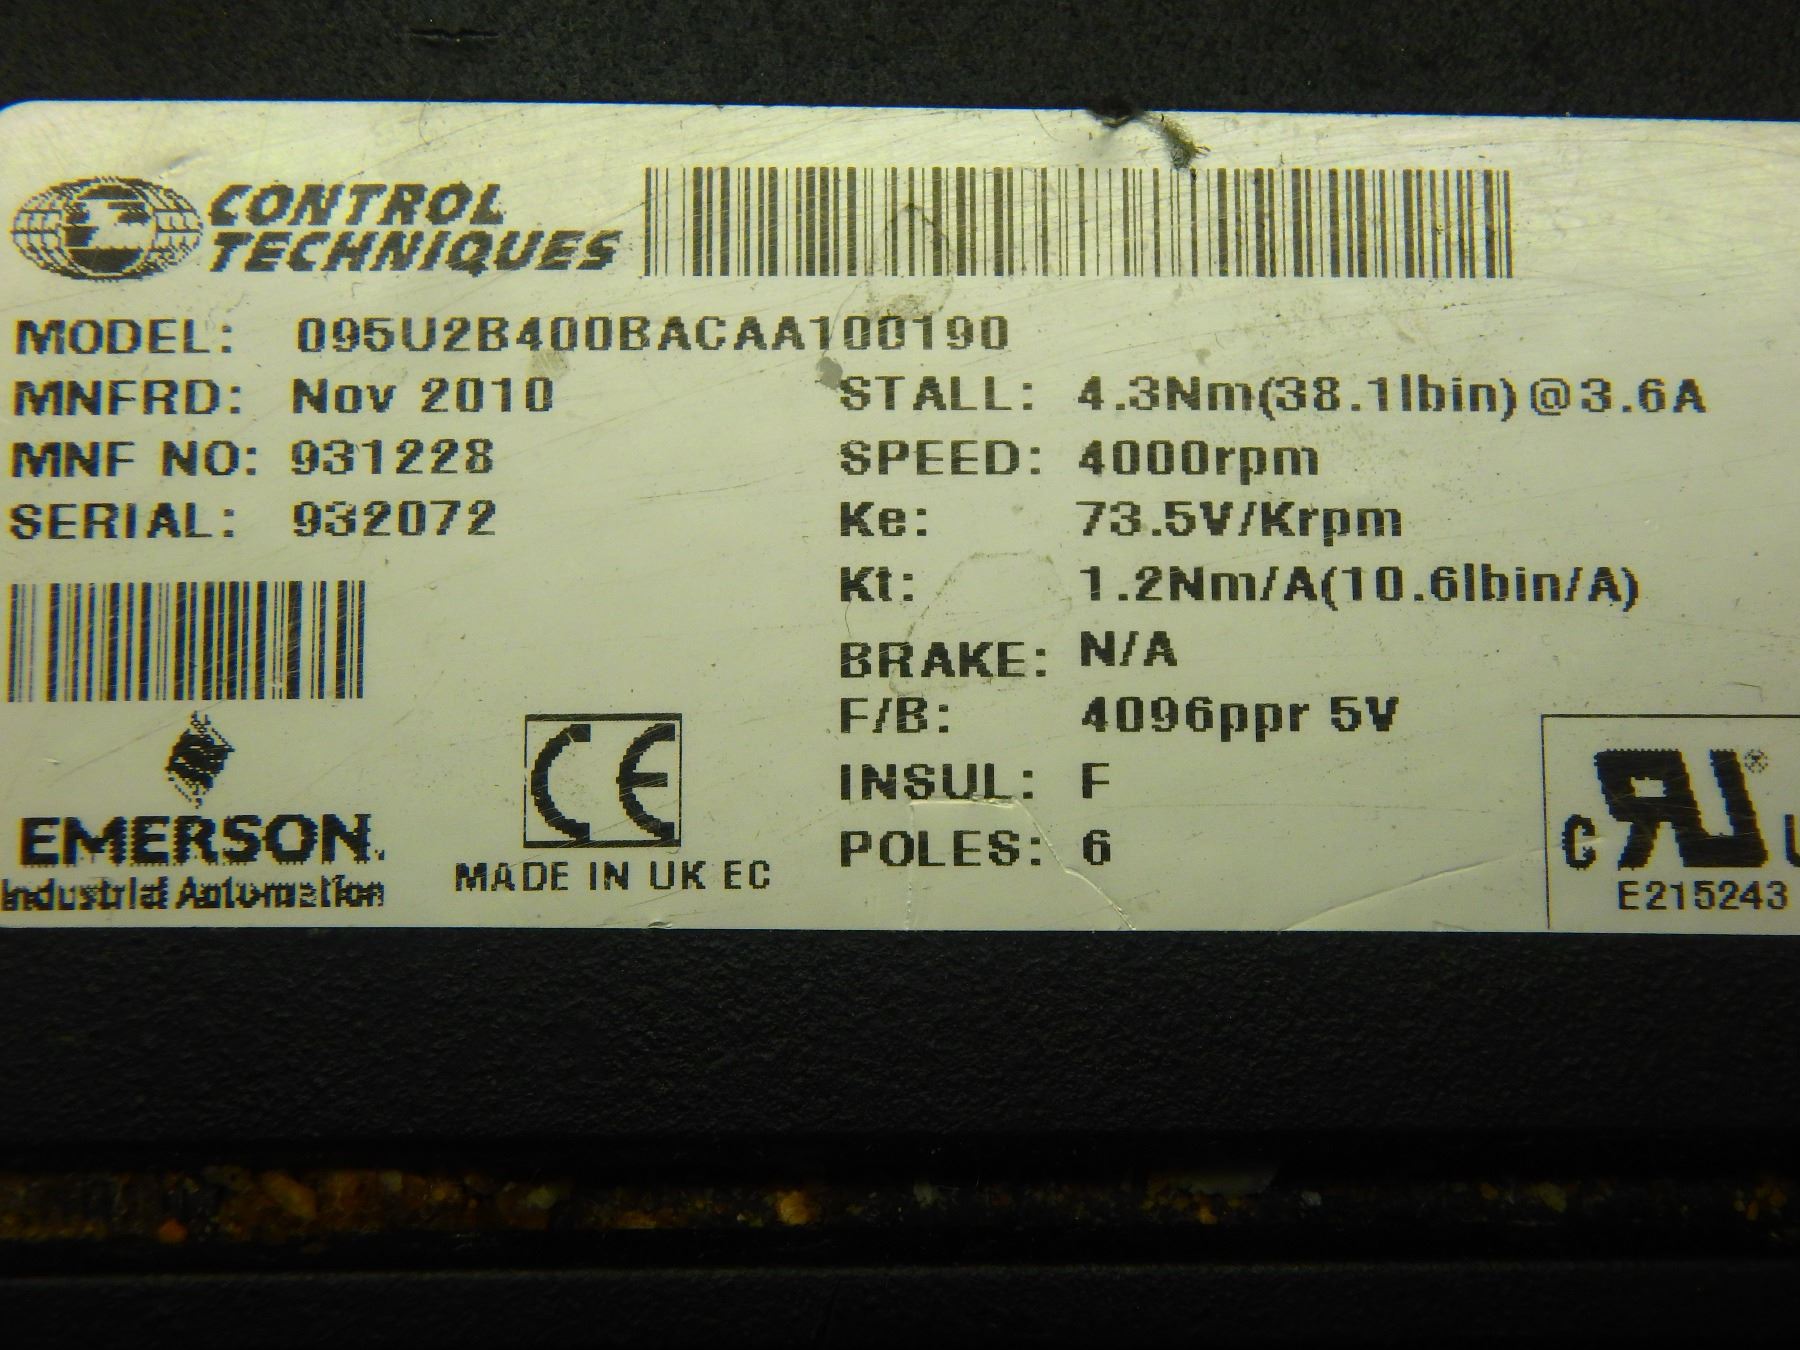 CONTROL
TECHNIQUES
MODEL: 095U2B400BACAA100190
MNFRD: Nov 2010
MNF NO: 931228
SERIAL: 932072
STALL: 4.3Nm(38.1lbin)@3.6A
SPEED: 4000rpm
Ke: 73.5V/Krpm
Kt: 1.2Nm/A(10.6lbin/A)
BRAKE: N/A
F/B: 4096ppr 5V
INSUL: F
POLES: 6
EMERSON.
Industrial Automation
CE
MADE IN UK EC
C RU ® U
E215243